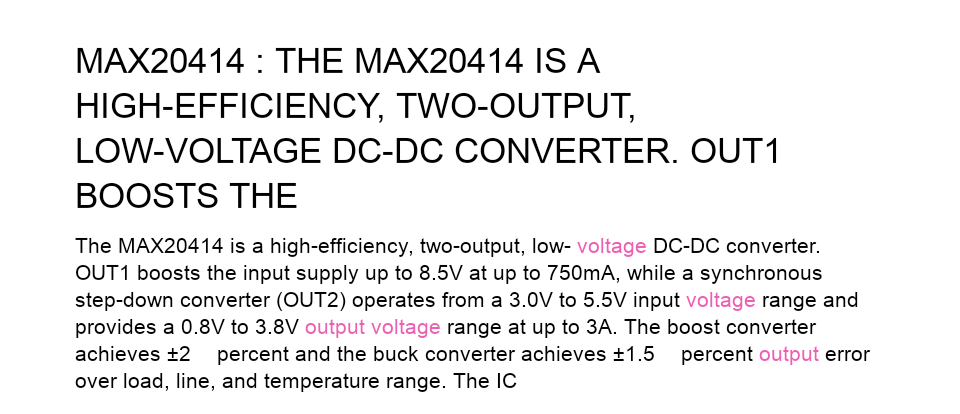 MAX20414 : THE MAX20414 IS A
HIGH-EFFICIENCY, TWO-OUTPUT,
LOW-VOLTAGE DC-DC CONVERTER. OUT1
BOOSTS THE
The MAX20414 is a high-efficiency, two-output, low- voltage DC-DC converter.
OUT1 boosts the input supply up to 8.5V at up to 750mA, while a synchronous
step-down converter (OUT2) operates from a 3.0V to 5.5V input voltage range and
provides a 0.8V to 3.8V output voltage range at up to 3A. The boost converter
achieves ±2 percent and the buck converter achieves ±1.5 percent output error
over load, line, and temperature range. The IC